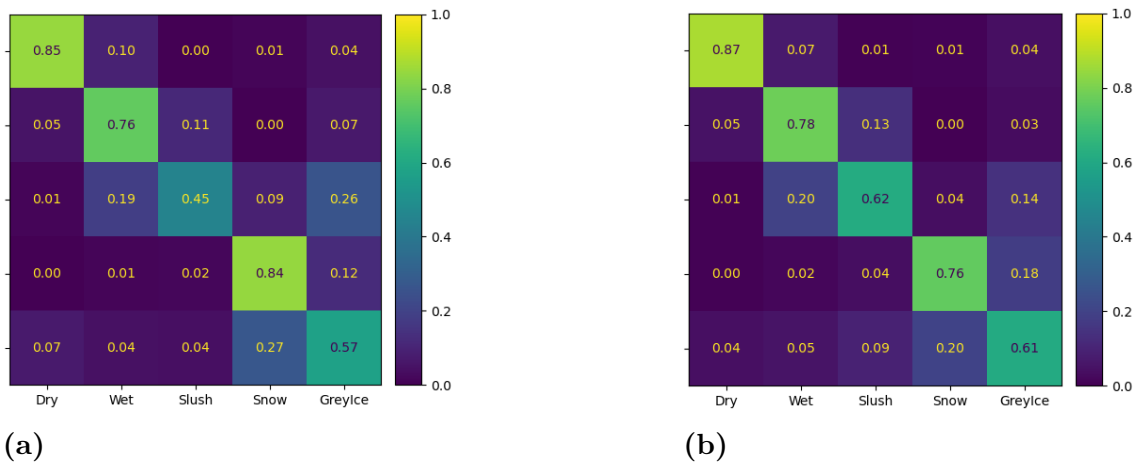 1.0
0.85 0.10 0.00 0.01 0.04
0.8
0.05 0.76 0.11 0.00 0.07
0.6
0.01 0.19 0.45 0.09 0.26
0.4
0.00 0.01 0.02 0.84 0.12
0.2
0.07 0.04 0.04 0.27 0.57
0.0
Dry Wet Slush Snow GreyIce
(a)
1.0
0.87 0.07 0.01 0.01 0.04
0.8
0.05 0.78 0.13 0.00 0.03
0.6
0.01 0.20 0.62 0.04 0.14
0.4
0.00 0.02 0.04 0.76 0.18
0.2
0.04 0.05 0.09 0.20 0.61
0.0
Dry Wet Slush Snow GreyIce
(b)